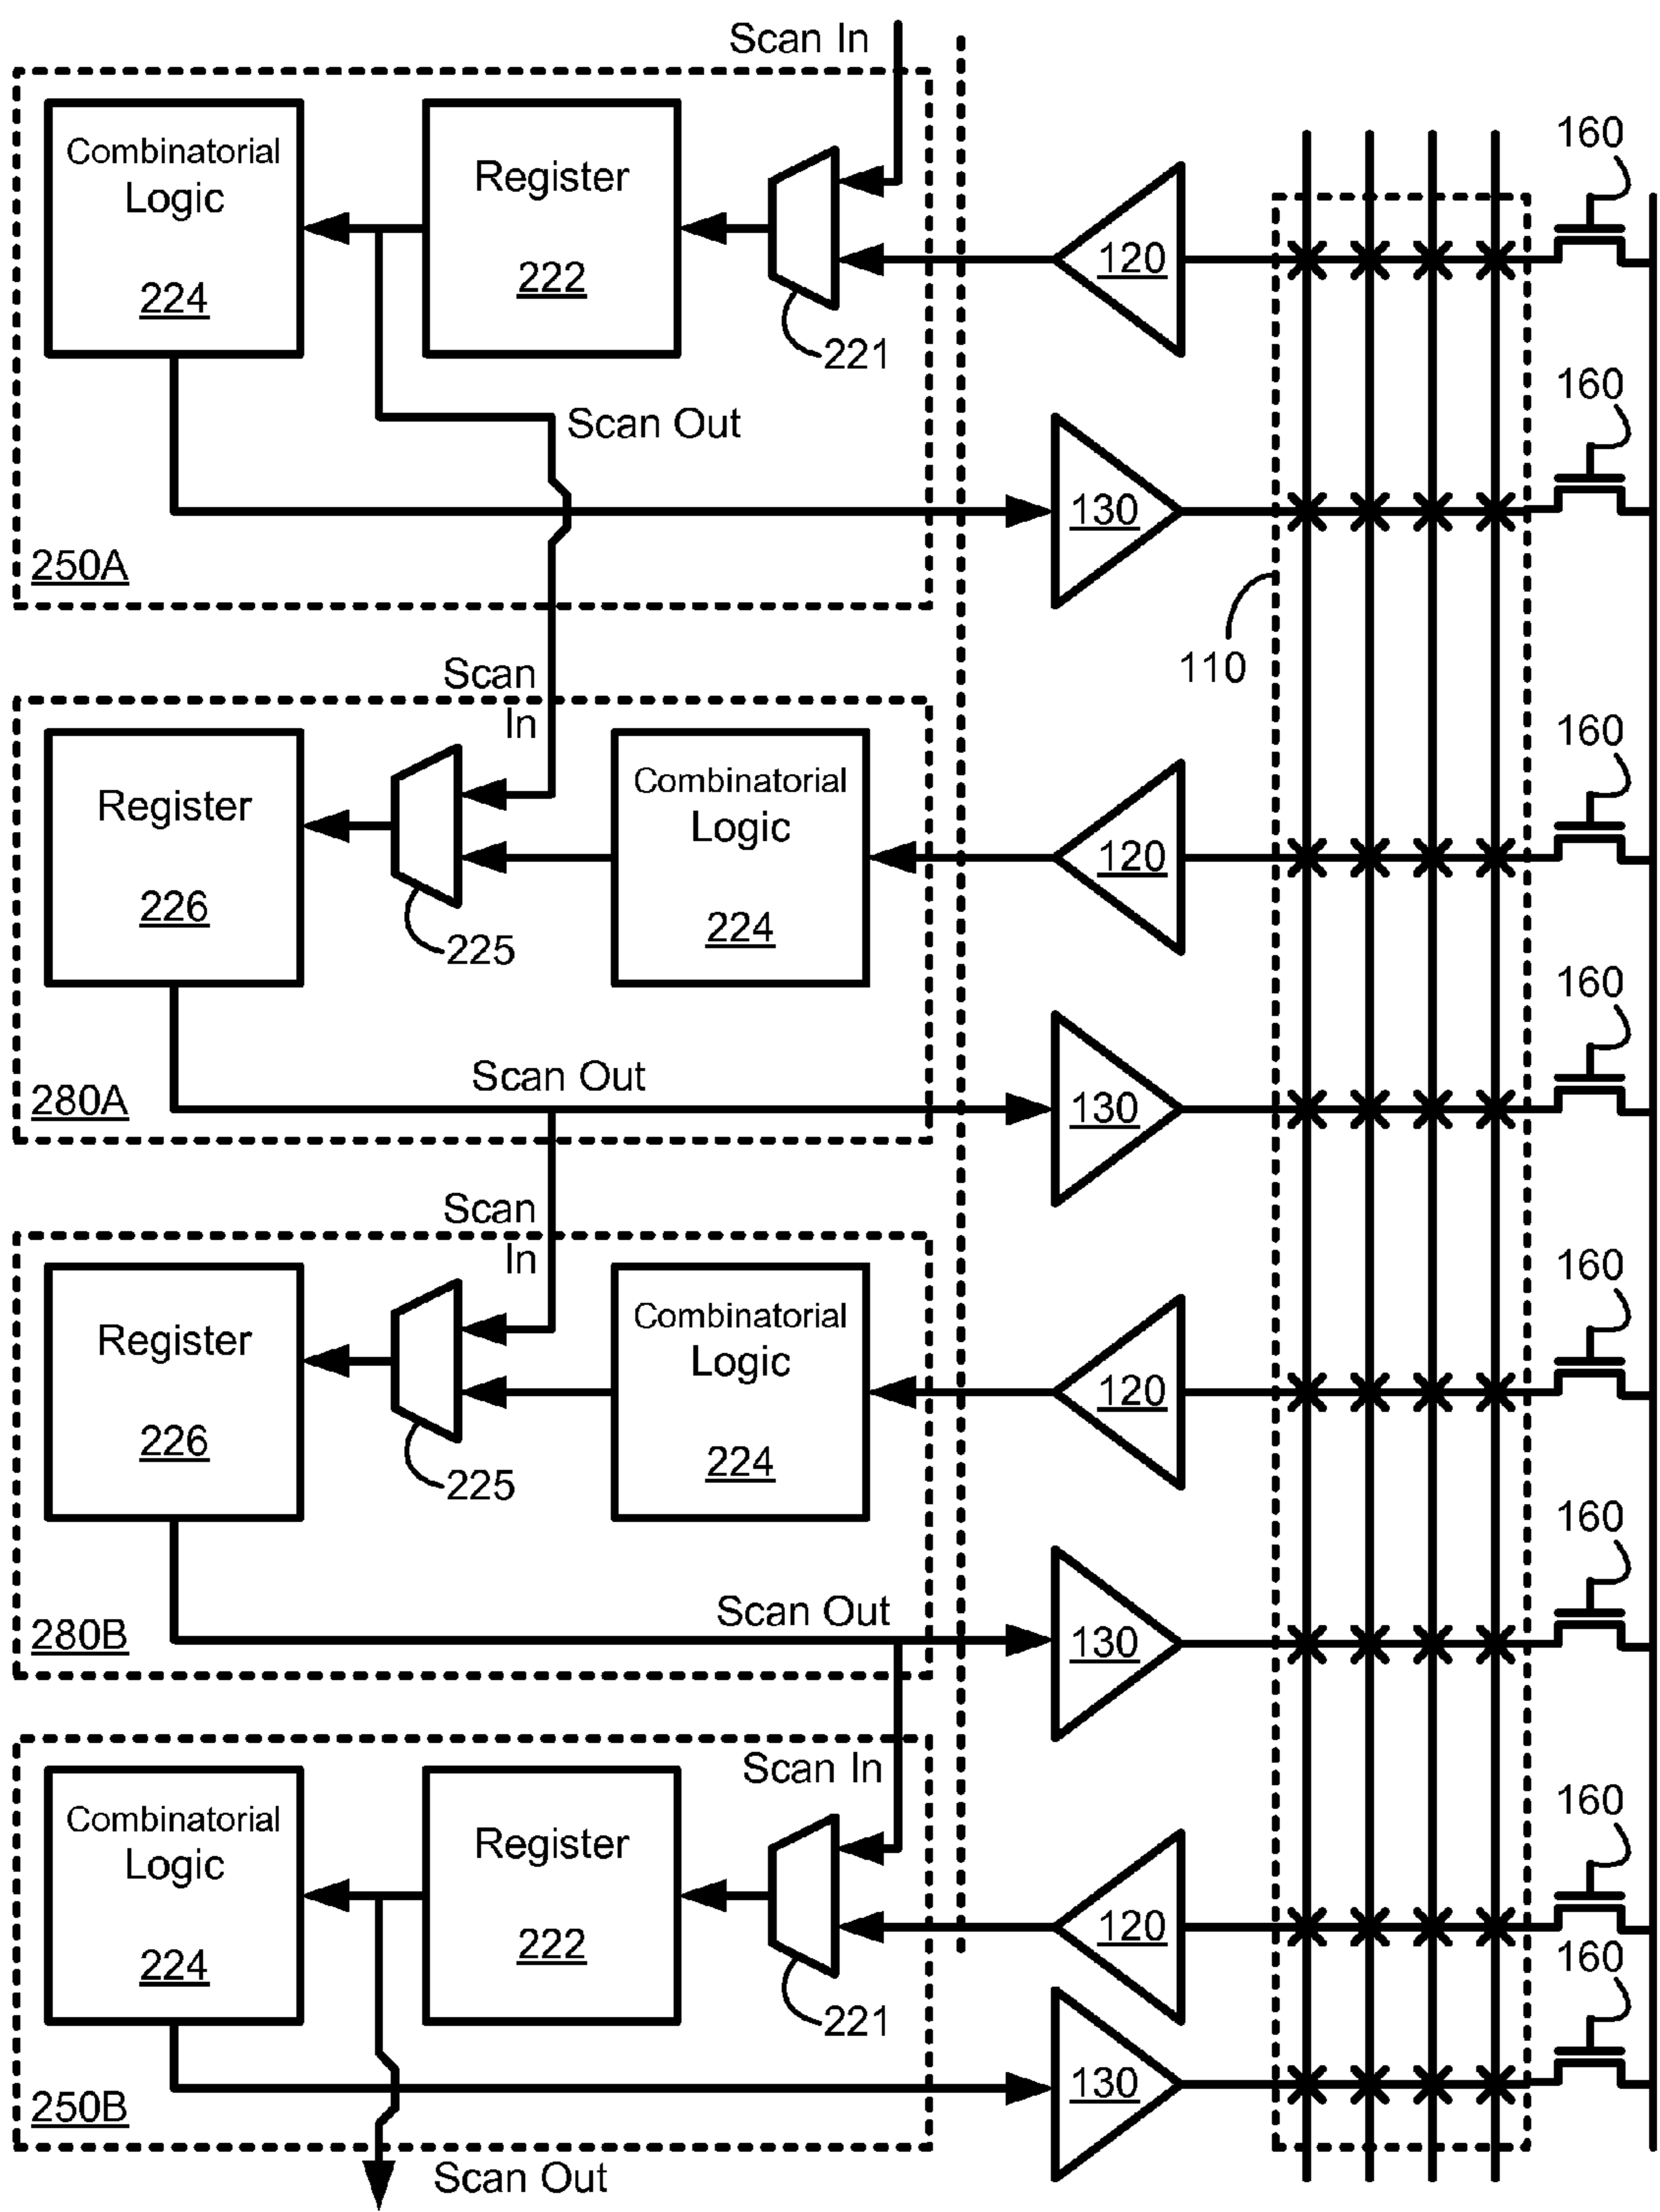 Scan In
160
Combinatorial
Logic
224
Register
222
120
221
160
Scan Out
130
250A
110
Scan
In
160
Register
226
225
Combinatorial
Logic
224
120
160
Scan Out
280A
130
Scan
In
160
Register
226
225
Combinatorial
Logic
224
120
160
Scan Out
280B
130
Scan In
160
Combinatorial
Logic
224
Register
222
120
221
160
250B
130
Scan Out